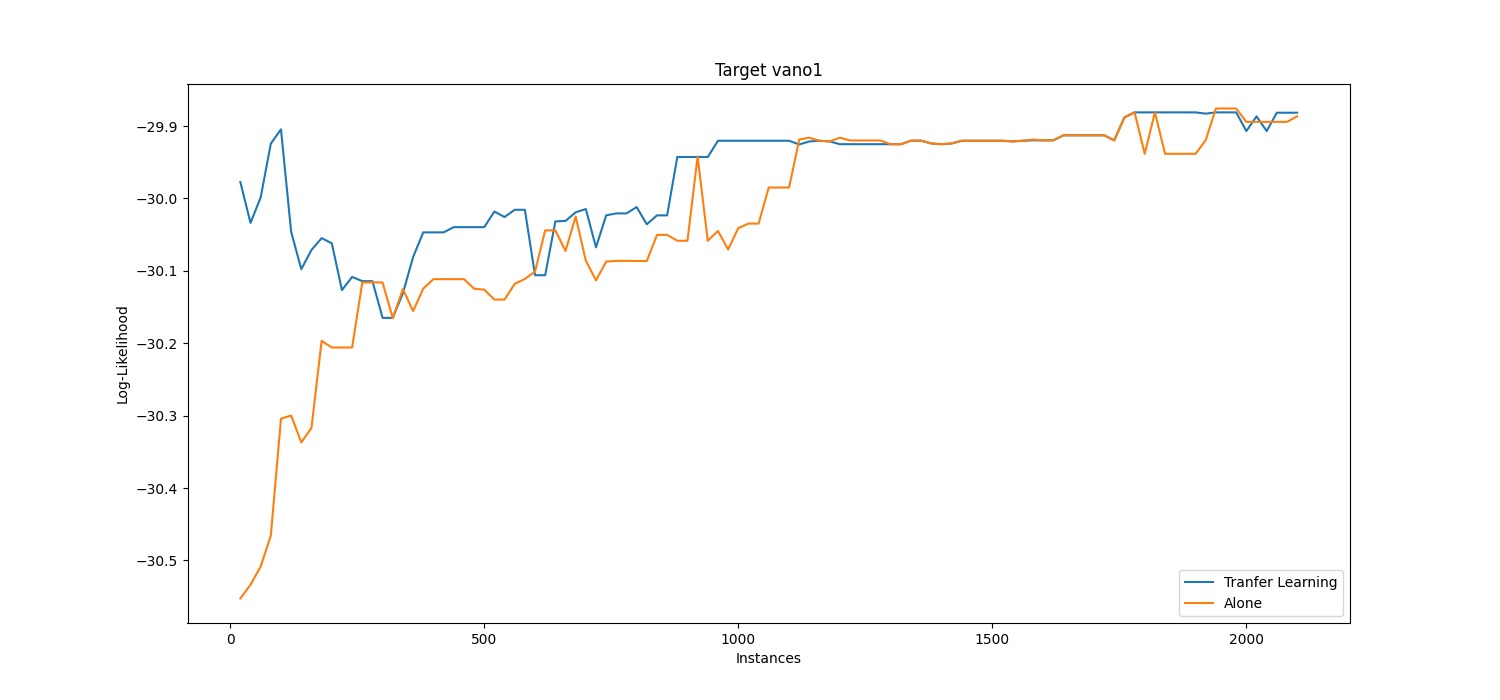 Target vano1
Log-Likelihood
−29.9
−30.0
−30.1
−30.2
−30.3
−30.4
−30.5
0
500
1000
1500
2000
Instances
Tranfer Learning
Alone